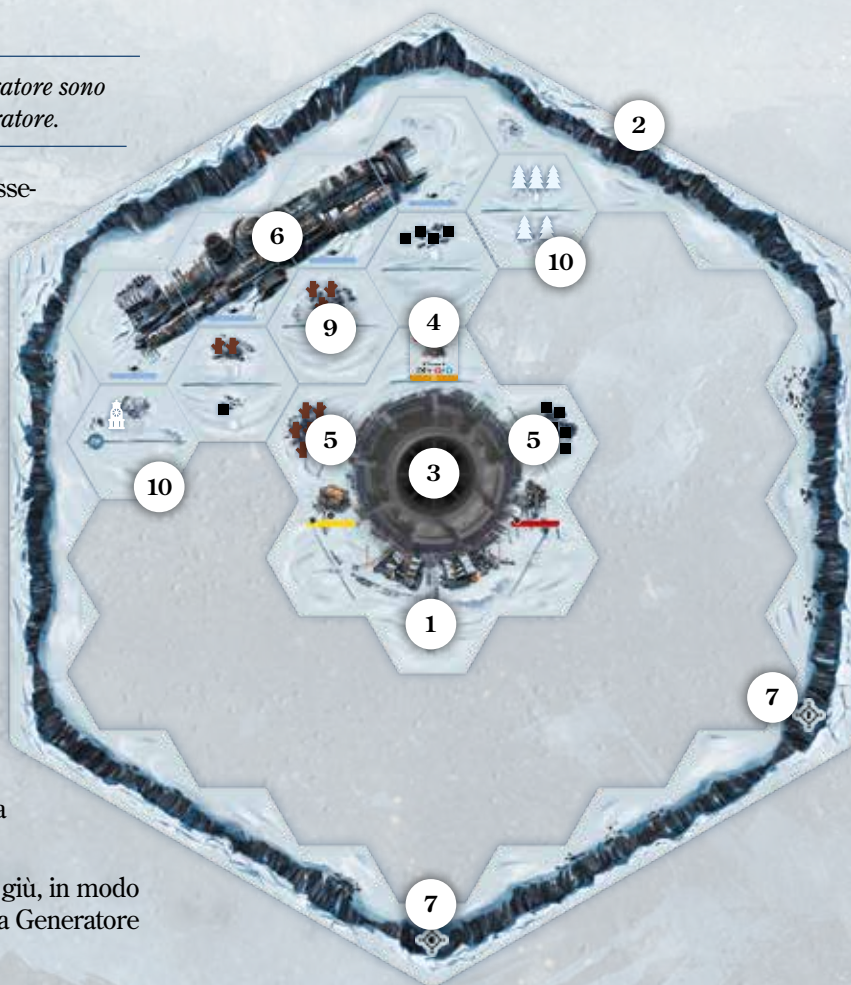 ratore sono
ratore.
sse-
2
6
10
9
4
5
5
3
10
1
7
a
giù, in modo
a Generatore
7